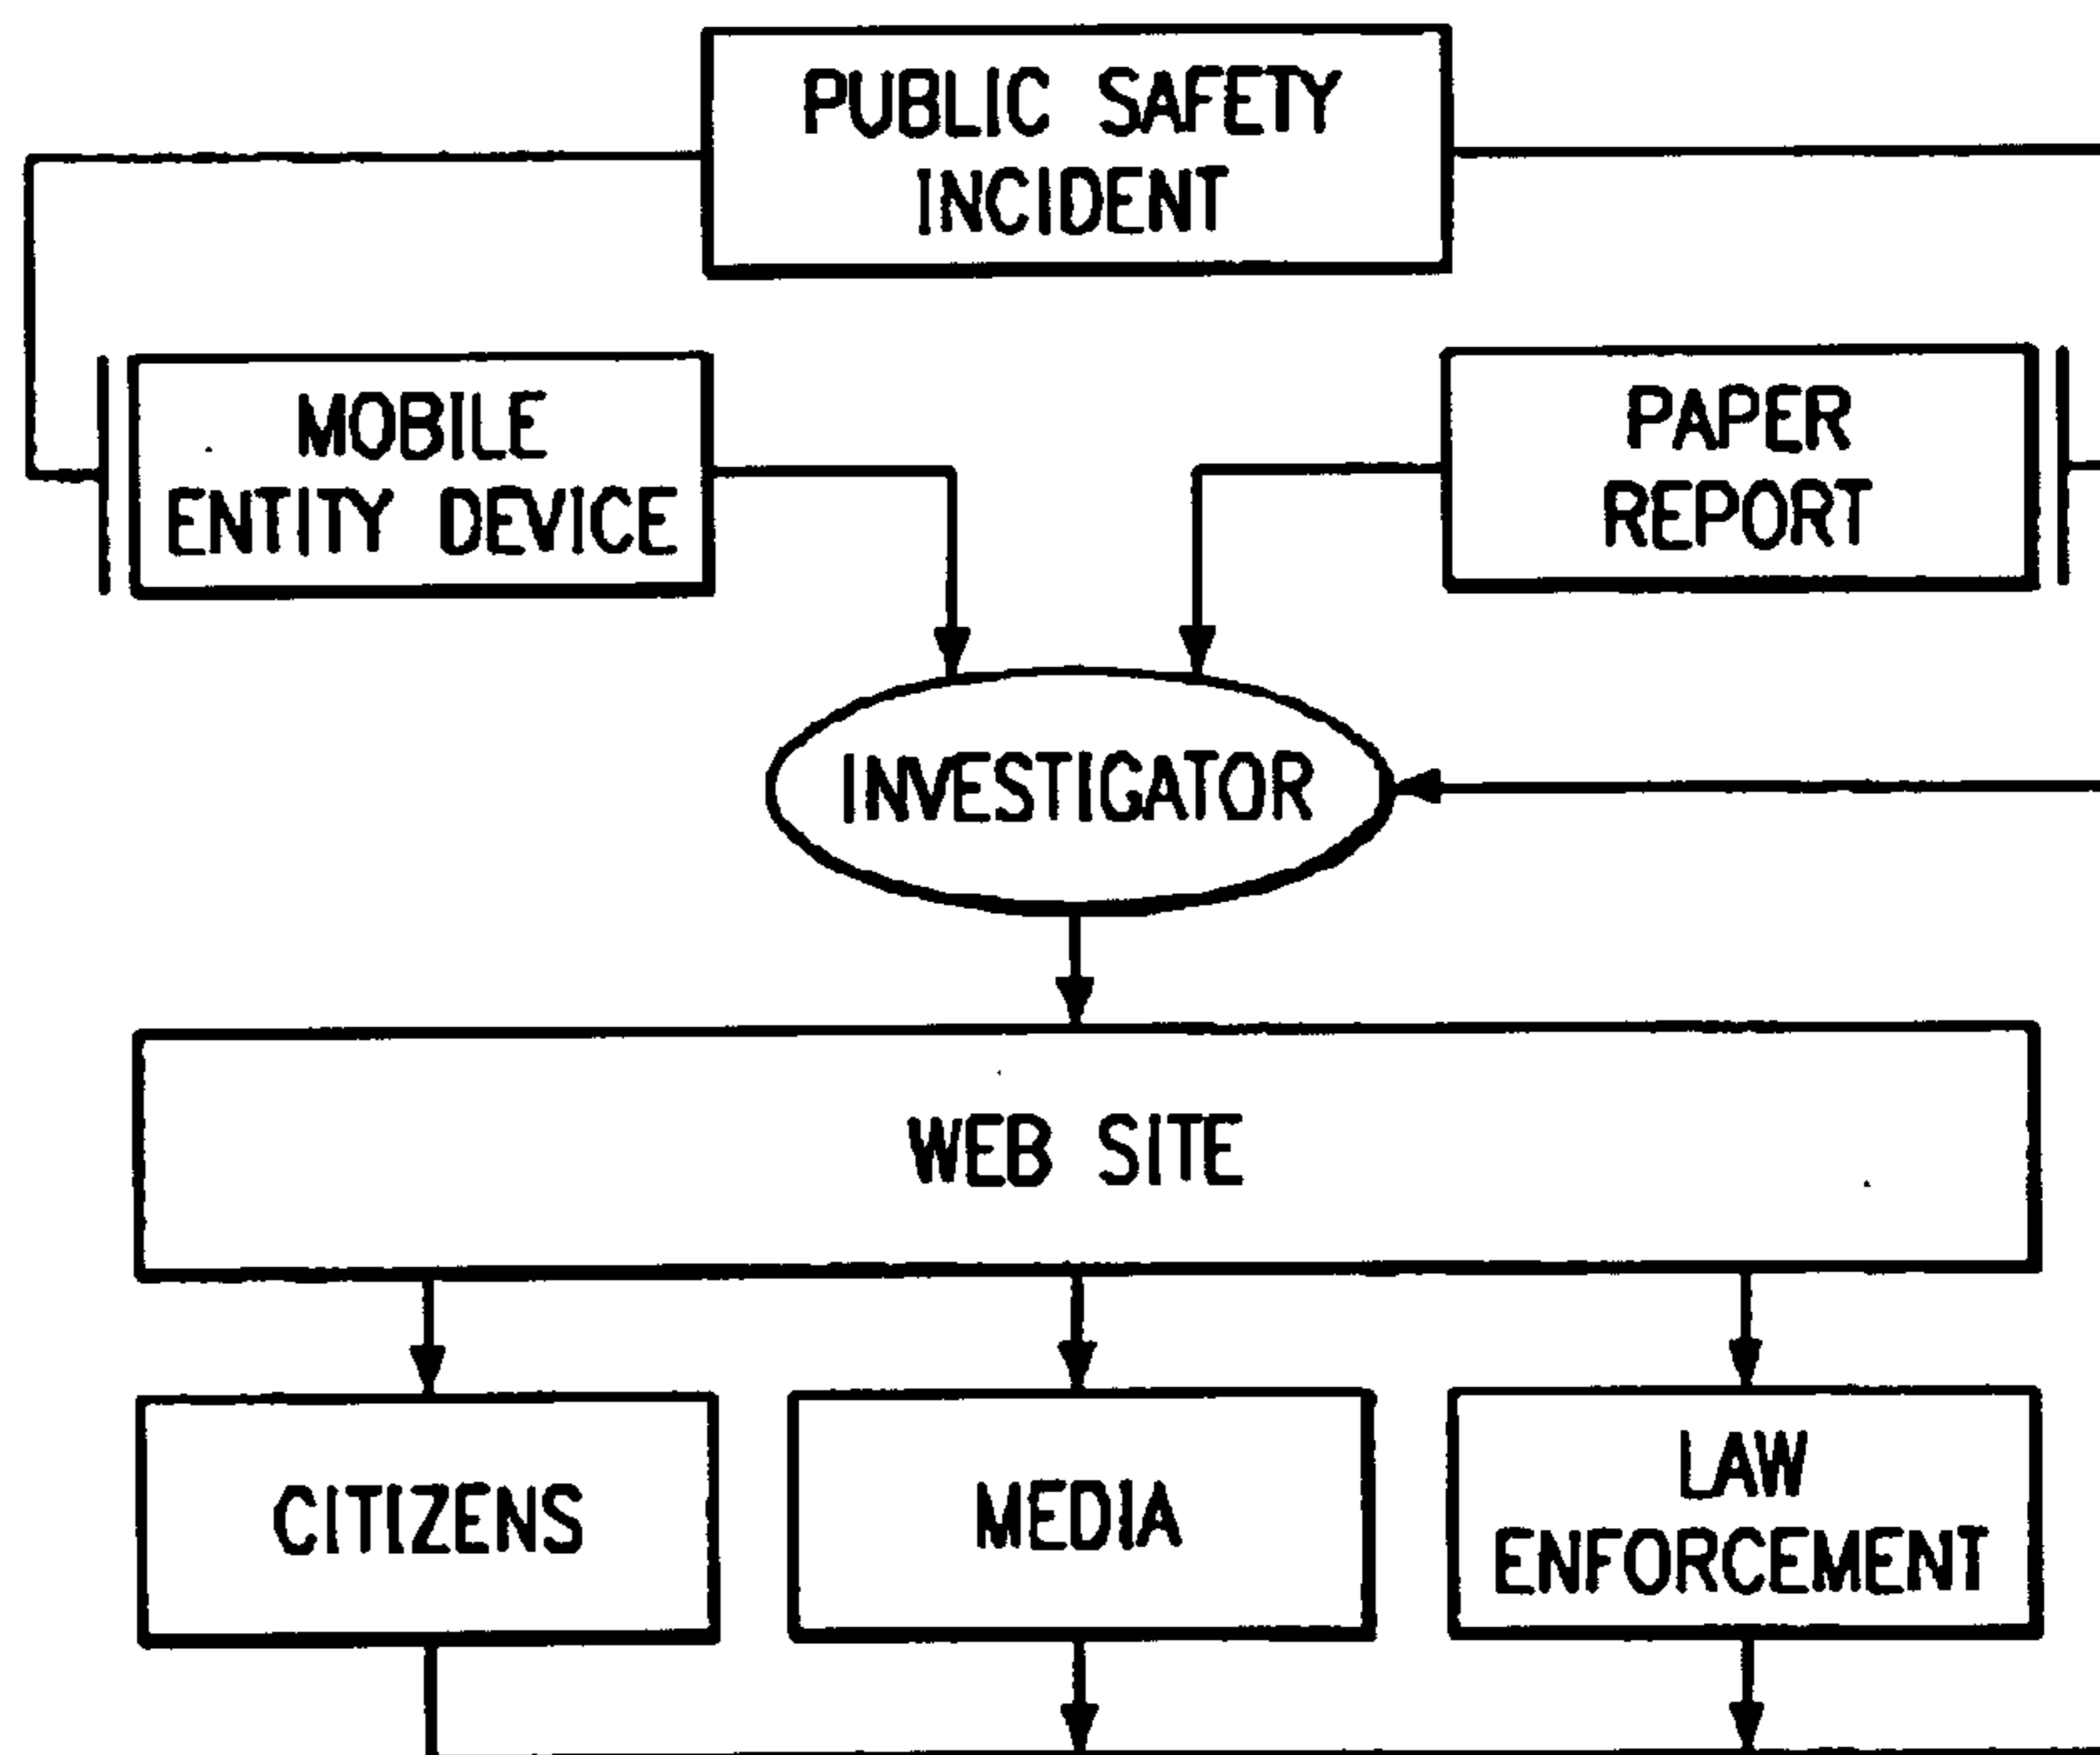 PUBLIC SAFETY
INCIDENT
MOBILE
ENTITY DEVICE
PAPER
REPORT
INVESTIGATOR
WEB SITE
CITIZENS
MEDIA
LAW
ENFORCEMENT